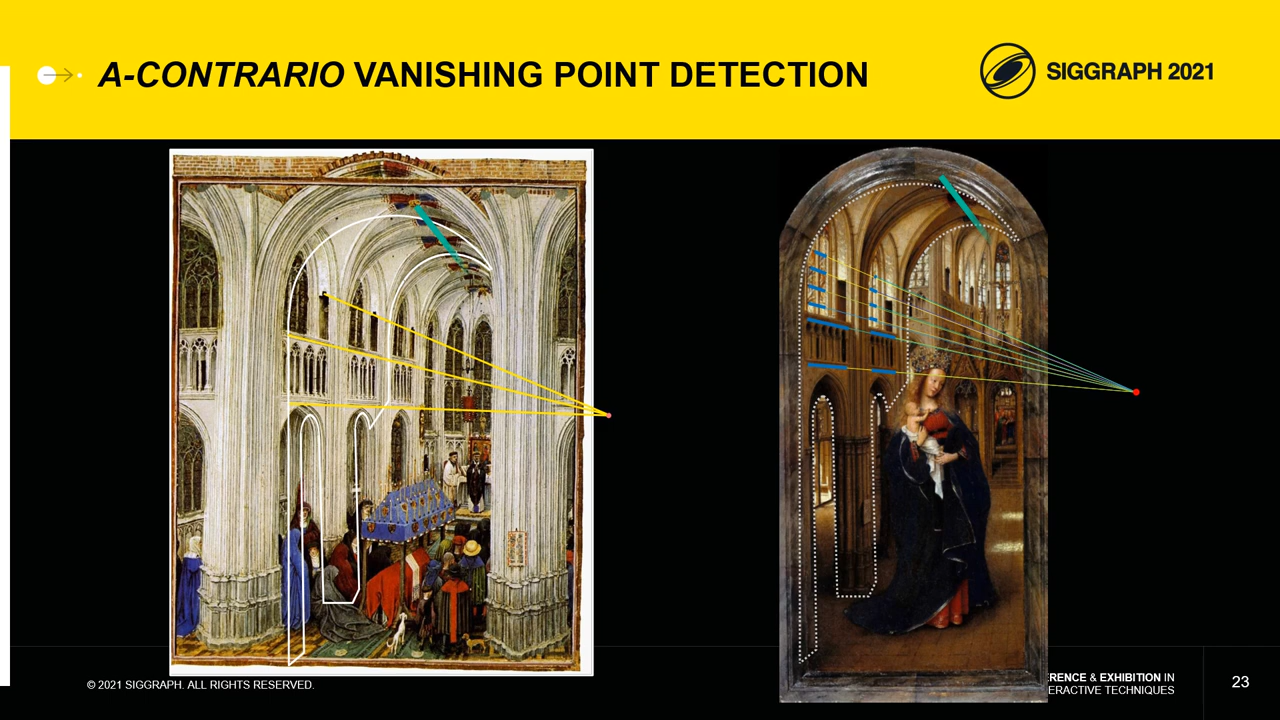 A-CONTRARIO VANISHING POINT DETECTION
SIGGRAPH 2021
© 2021 SIGGRAPH. ALL RIGHTS RESERVED.
ERENCE & EXHIBITION IN
ERACTIVE TECHNIQUES
23